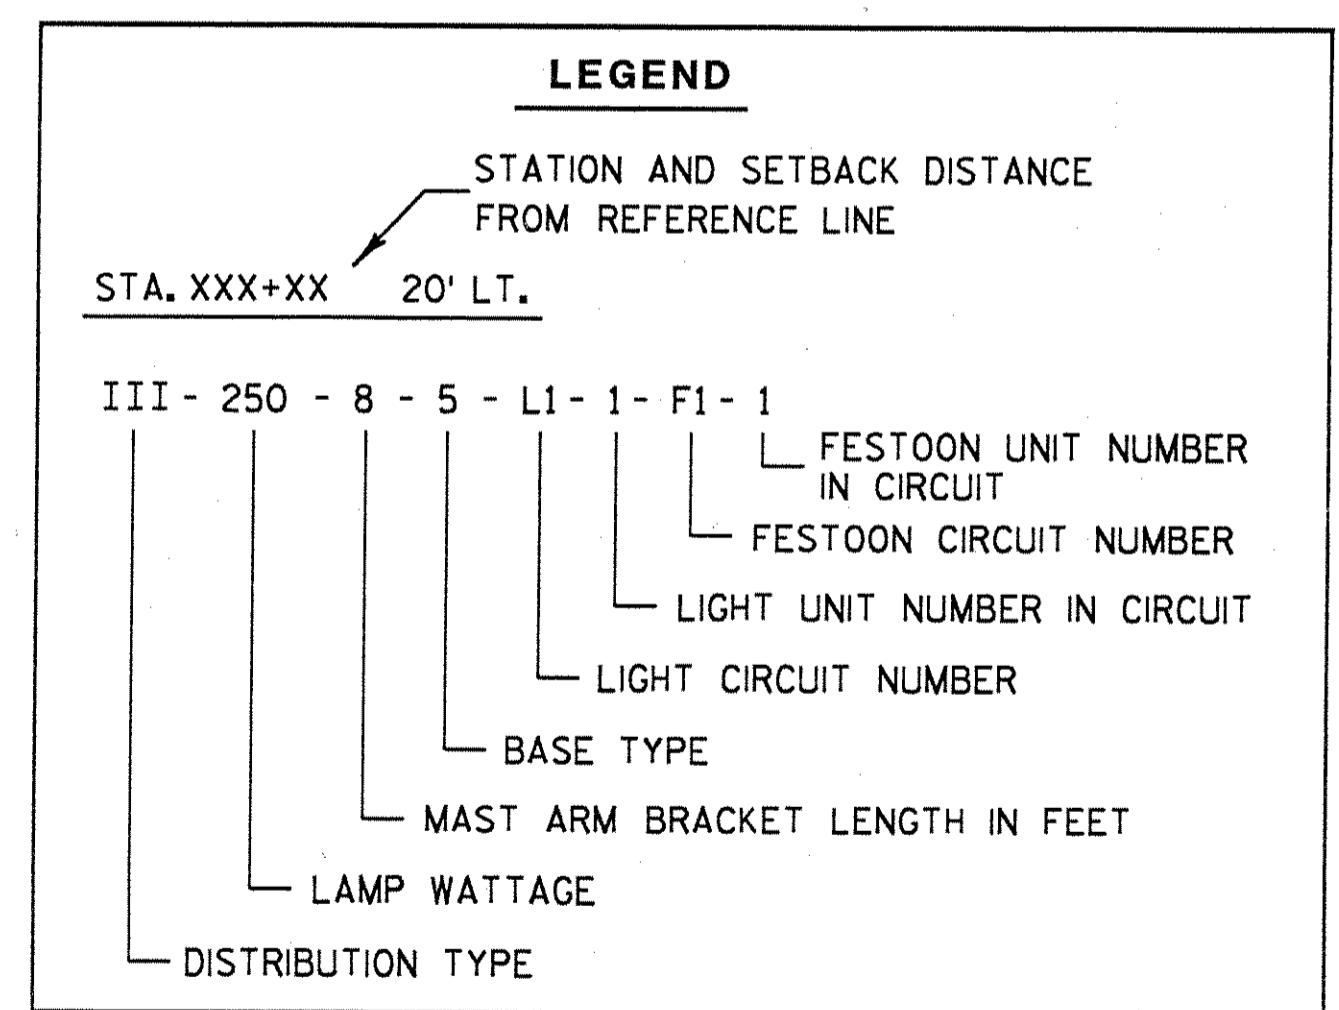 LEGEND
STATION AND SETBACK DISTANCE
FROM REFERENCE LINE
STA. XXX+XX 20' LT.
III - 250 - 8 - 5 - L1 - 1 - F1 - 1
FESTOON UNIT NUMBER
IN CIRCUIT
FESTOON CIRCUIT NUMBER
LIGHT UNIT NUMBER IN CIRCUIT
LIGHT CIRCUIT NUMBER
BASE TYPE
MAST ARM BRACKET LENGTH IN FEET
LAMP WATTAGE
DISTRIBUTION TYPE